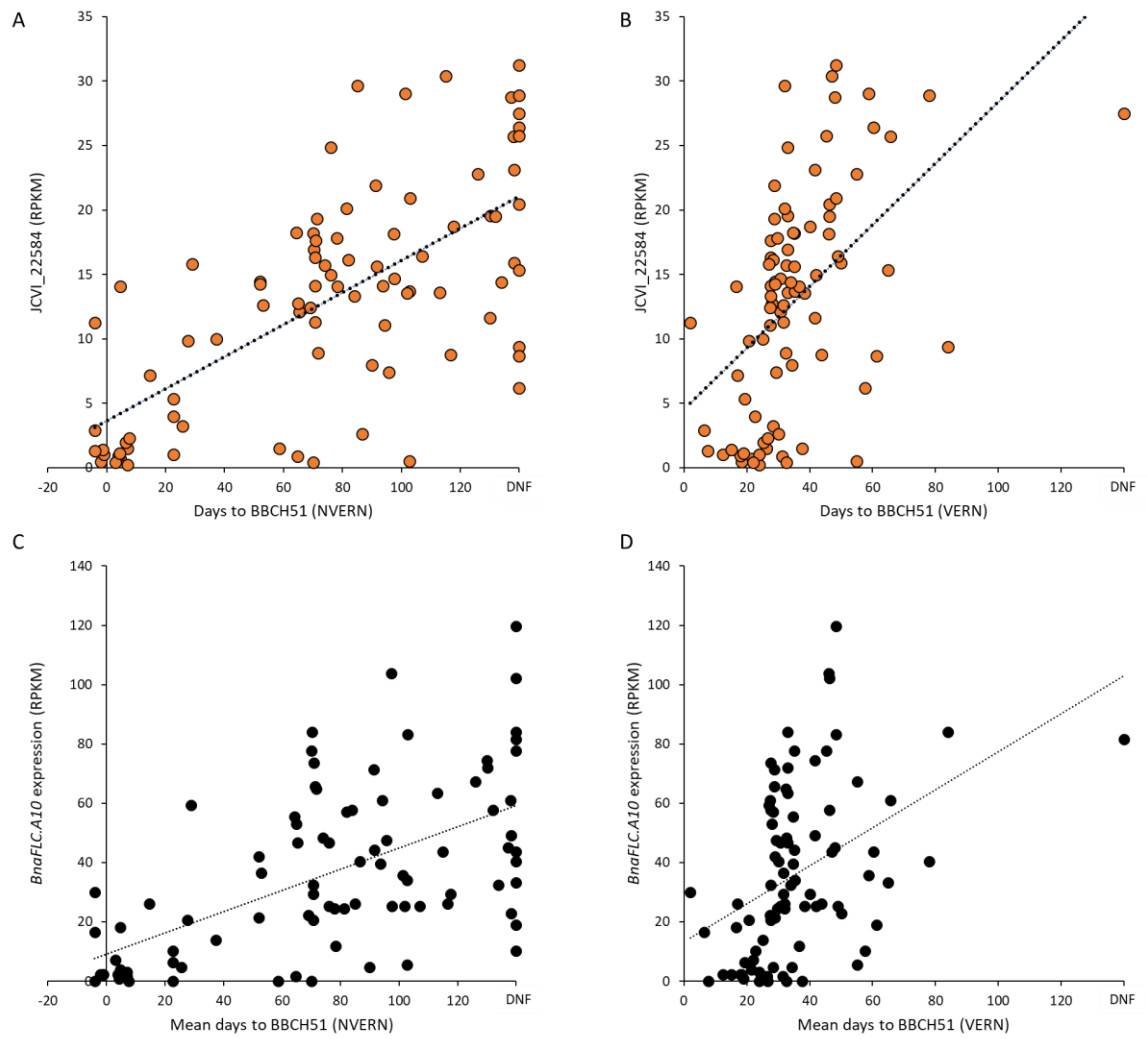 A
35
30
25
20
15
10
5
0
JCVI_22584 (RPKM)
-20 0 20 40 60 80 100 120 DNF
Days to BBCH51 (NVERN)
B
35
30
25
20
15
10
5
0
JCVI_22584 (RPKM)
0 20 40 60 80 100 120 DNF
Days to BBCH51 (VERN)
C
140
120
100
80
60
40
20
0
BnaFLC.A10 expression (RPKM)
-20 0 20 40 60 80 100 120 DNF
Mean days to BBCH51 (NVERN)
D
140
120
100
80
60
40
20
0
BnaFLC.A10 expression (RPKM)
0 20 40 60 80 100 120 DNF
Mean days to BBCH51 (VERN)